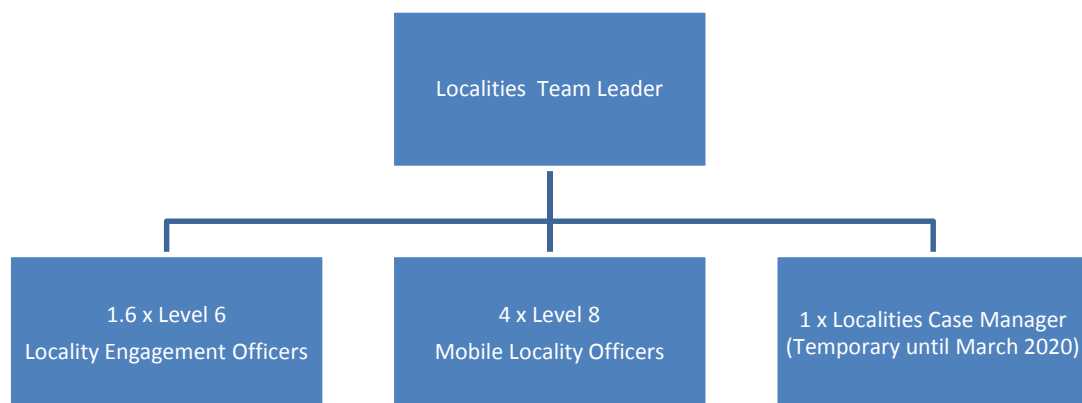 Localities  Team Leader
1.6 x Level 6
Locality Engagement Officers
4 x Level 8
Mobile Locality Officers
1 x Localities Case Manager
(Temporary until March 2020)